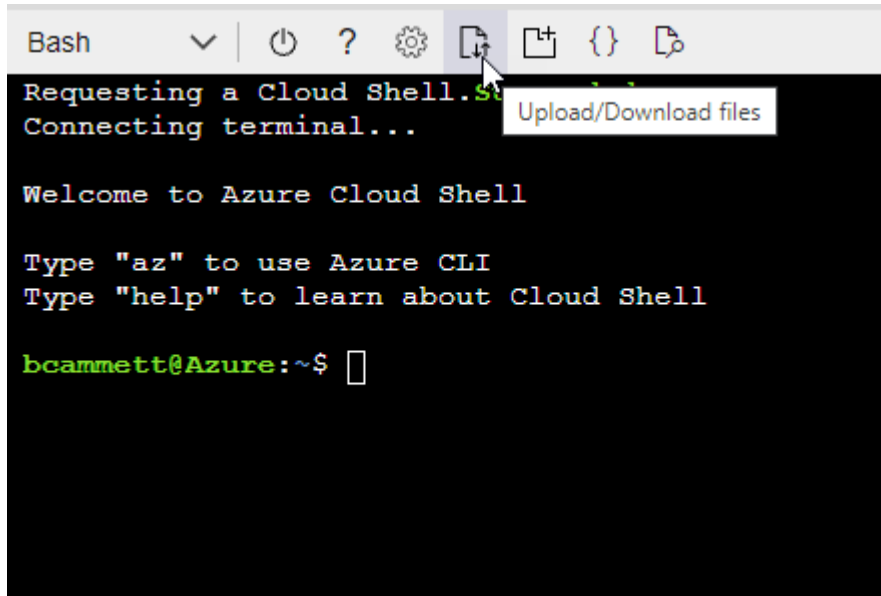 Bash
Requesting a Cloud Shell.
Upload/Download files
Connecting terminal...
Welcome to Azure Cloud Shell
Type "az" to use Azure CLI
Type "help" to learn about Cloud Shell
bcammett@Azure:~$